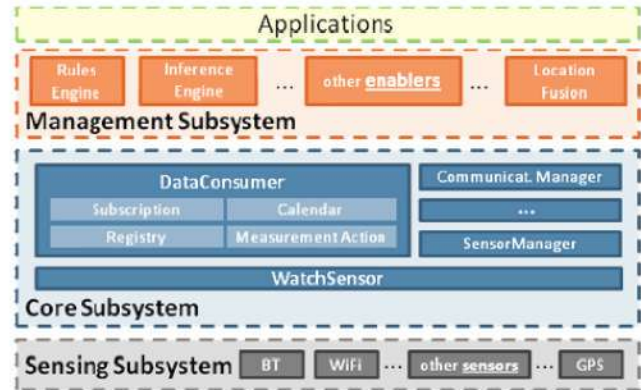 Applications
Rules Engine
Inference Engine
...
other enablers
...
Location Fusion
Management Subsystem
DataConsumer
Subscription
Calendar
Registry
Measurement Action
Communicat. Manager
...
SensorManager
WatchSensor
Core Subsystem
Sensing Subsystem
BT
WiFi
...
other sensors
...
GPS